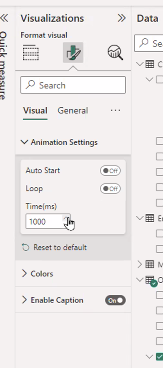 Visualizations
Data
Quick measure
Format visual
Search
Visual
General
...
Animation Settings
Auto Start
Off
Loop
Off
Time(ms)
1000
Reset to default
Colors
Enable Caption
On